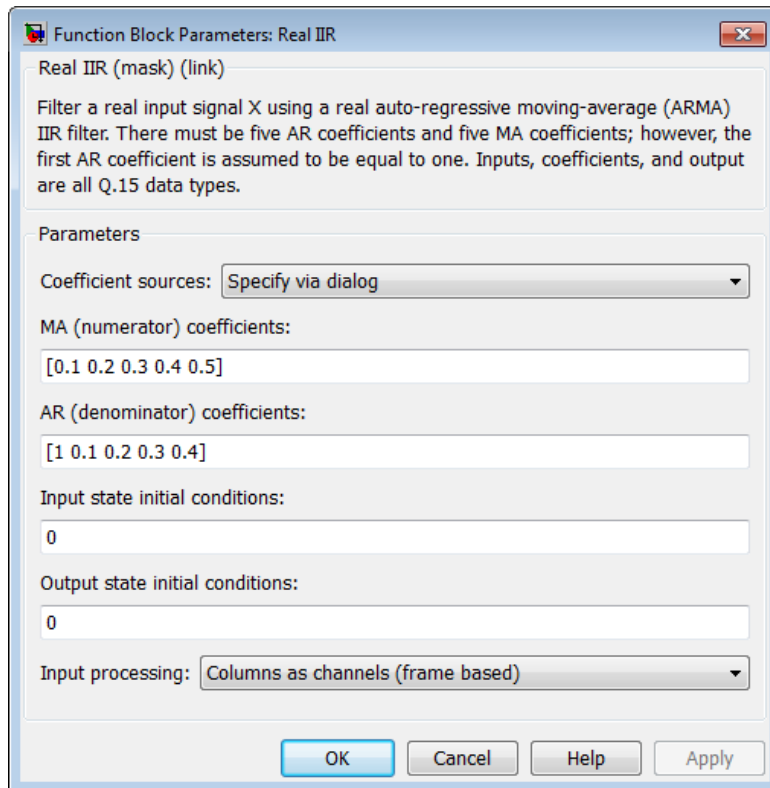 Function Block Parameters: Real IIR
Real IIR (mask) (link)
Filter a real input signal X using a real auto-regressive moving-average (ARMA)
IIR filter. There must be five AR coefficients and five MA coefficients; however, the
first AR coefficient is assumed to be equal to one. Inputs, coefficients, and output
are all Q.15 data types.
Parameters
Coefficient sources: Specify via dialog
MA (numerator) coefficients:
[0.1 0.2 0.3 0.4 0.5]
AR (denominator) coefficients:
[1 0.1 0.2 0.3 0.4]
Input state initial conditions:
0
Output state initial conditions:
0
Input processing: Columns as channels (frame based)
OK Cancel Help Apply